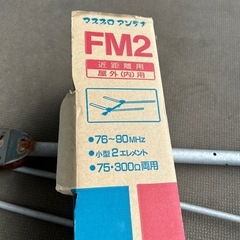 マスプロアンテナ
FM2
近距離用
屋外(内)用
●76〜90MHz
●小型2エレメント
●75・300Ω両用